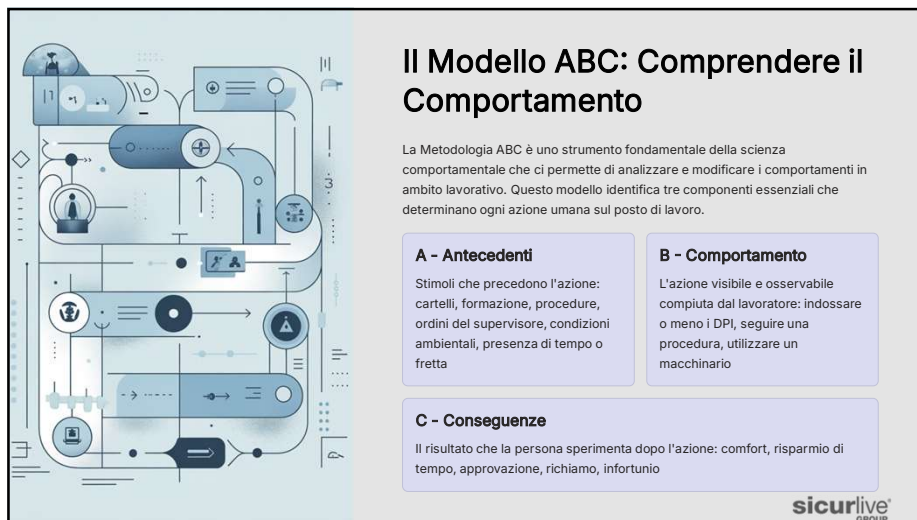 Il Modello ABC: Comprendere il
Comportamento
La Metodologia ABC è uno strumento fondamentale della scienza
comportamentale che ci permette di analizzare e modificare i comportamenti in
ambito lavorativo. Questo modello identifica tre componenti essenziali che
determinano ogni azione umana sul posto di lavoro.
A - Antecedenti
Stimoli che precedono l'azione:
cartelli, formazione, procedure,
ordini del supervisore, condizioni
ambientali, presenza di tempo o
fretta
B - Comportamento
L'azione visibile e osservabile
compiuta dal lavoratore: indossare
o meno i DPI, seguire una
procedura, utilizzare un
macchinario
C - Conseguenze
Il risultato che la persona sperimenta dopo l'azione: comfort, risparmio di
tempo, approvazione, richiamo, infortunio
sicurlive
GROUP